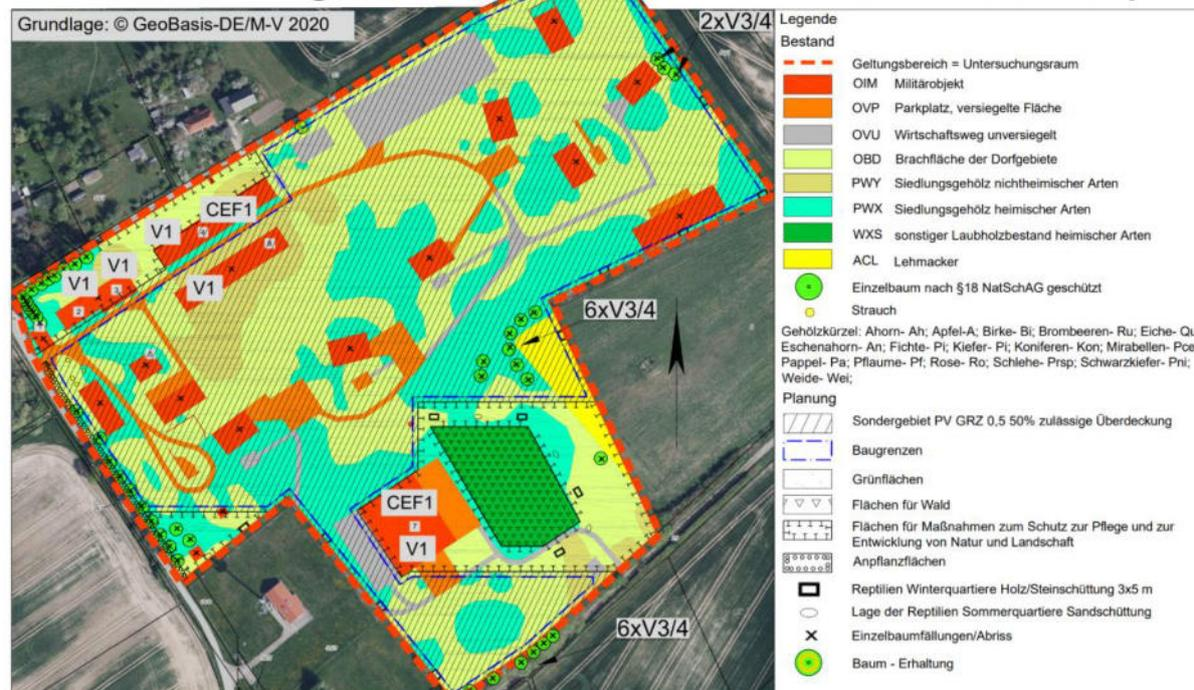 Grundlage: © GeoBasis-DE/M-V 2020
2xV3/4
CEF1
V1
4
8
V1
V1
V1
3
2
6xV3/4
CEF1
7
V1
6xV3/4
Legende
Bestand
Geltungsbereich = Untersuchungsraum
OIM Militärobjekt
OVP Parkplatz, versiegelte Fläche
OVU Wirtschaftsweg unversiegelt
OBD Brachfläche der Dorfgebiete
PWY Siedlungsgehölz nichtheimischer Arten
PWX Siedlungsgehölz heimischer Arten
WXS sonstiger Laubholzbestand heimischer Arten
ACL Lehmacker
Einzelbaum nach §18 NatSchAG geschützt
Strauch
Gehölzkürzel: Ahorn- Ah; Apfel-A; Birke- Bi; Brombeeren- Ru; Eiche- Qu
Eschenahorn- An; Fichte- Pi; Kiefer- Pi; Koniferen- Kon; Mirabellen- Pce
Pappel- Pa; Pflaume- Pf; Rose- Ro; Schlehe- Prsp; Schwarzkiefer- Pni;
Weide- Wei;
Planung
Sondergebiet PV GRZ 0,5 50% zulässige Überdeckung
Baugrenzen
Grünflächen
Flächen für Wald
Flächen für Maßnahmen zum Schutz zur Pflege und zur
Entwicklung von Natur und Landschaft
Anpflanzflächen
Reptilien Winterquartiere Holz/Steinschüttung 3x5 m
Lage der Reptilien Sommerquartiere Sandschüttung
Einzelbaumfällungen/Abriss
Baum - Erhaltung